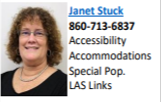 Janet Stuck
860-713-6837
Accessibility
Accommodations
Special Pop.
LAS Links